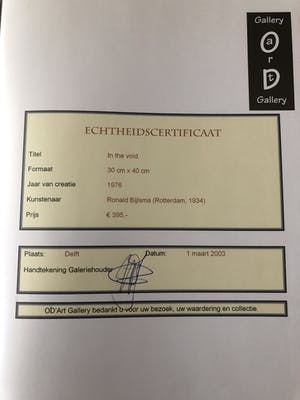 Gallery
O a
r
D t
Gallery
ECHTHEIDSCERTIFICAAT
Titel In the void
Formaat 30 cm x 40 cm
Jaar van creatie 1976
Kunstenaar Ronald Bijlsma (Rotterdam, 1934)
Prijs € 395,-
Plaats: Delft Datum: 1 maart 2003
Handtekening Galeriehouder
OD'Art Gallery bedankt u voor uw bezoek, uw waardering en collectie.